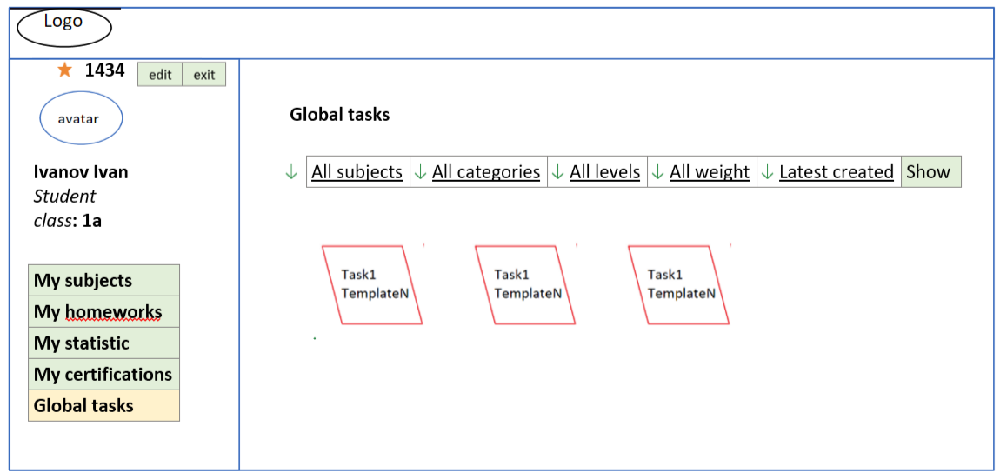 Logo
1434 edit exit
avatar
Ivanov Ivan
Student
class: 1a
My subjects
My homeworks
My statistic
My certifications
Global tasks
Global tasks
↓ All subjects ↓ All categories ↓ All levels ↓ All weight ↓ Latest created Show
Task1
TemplateN
Task1
TemplateN
Task1
TemplateN